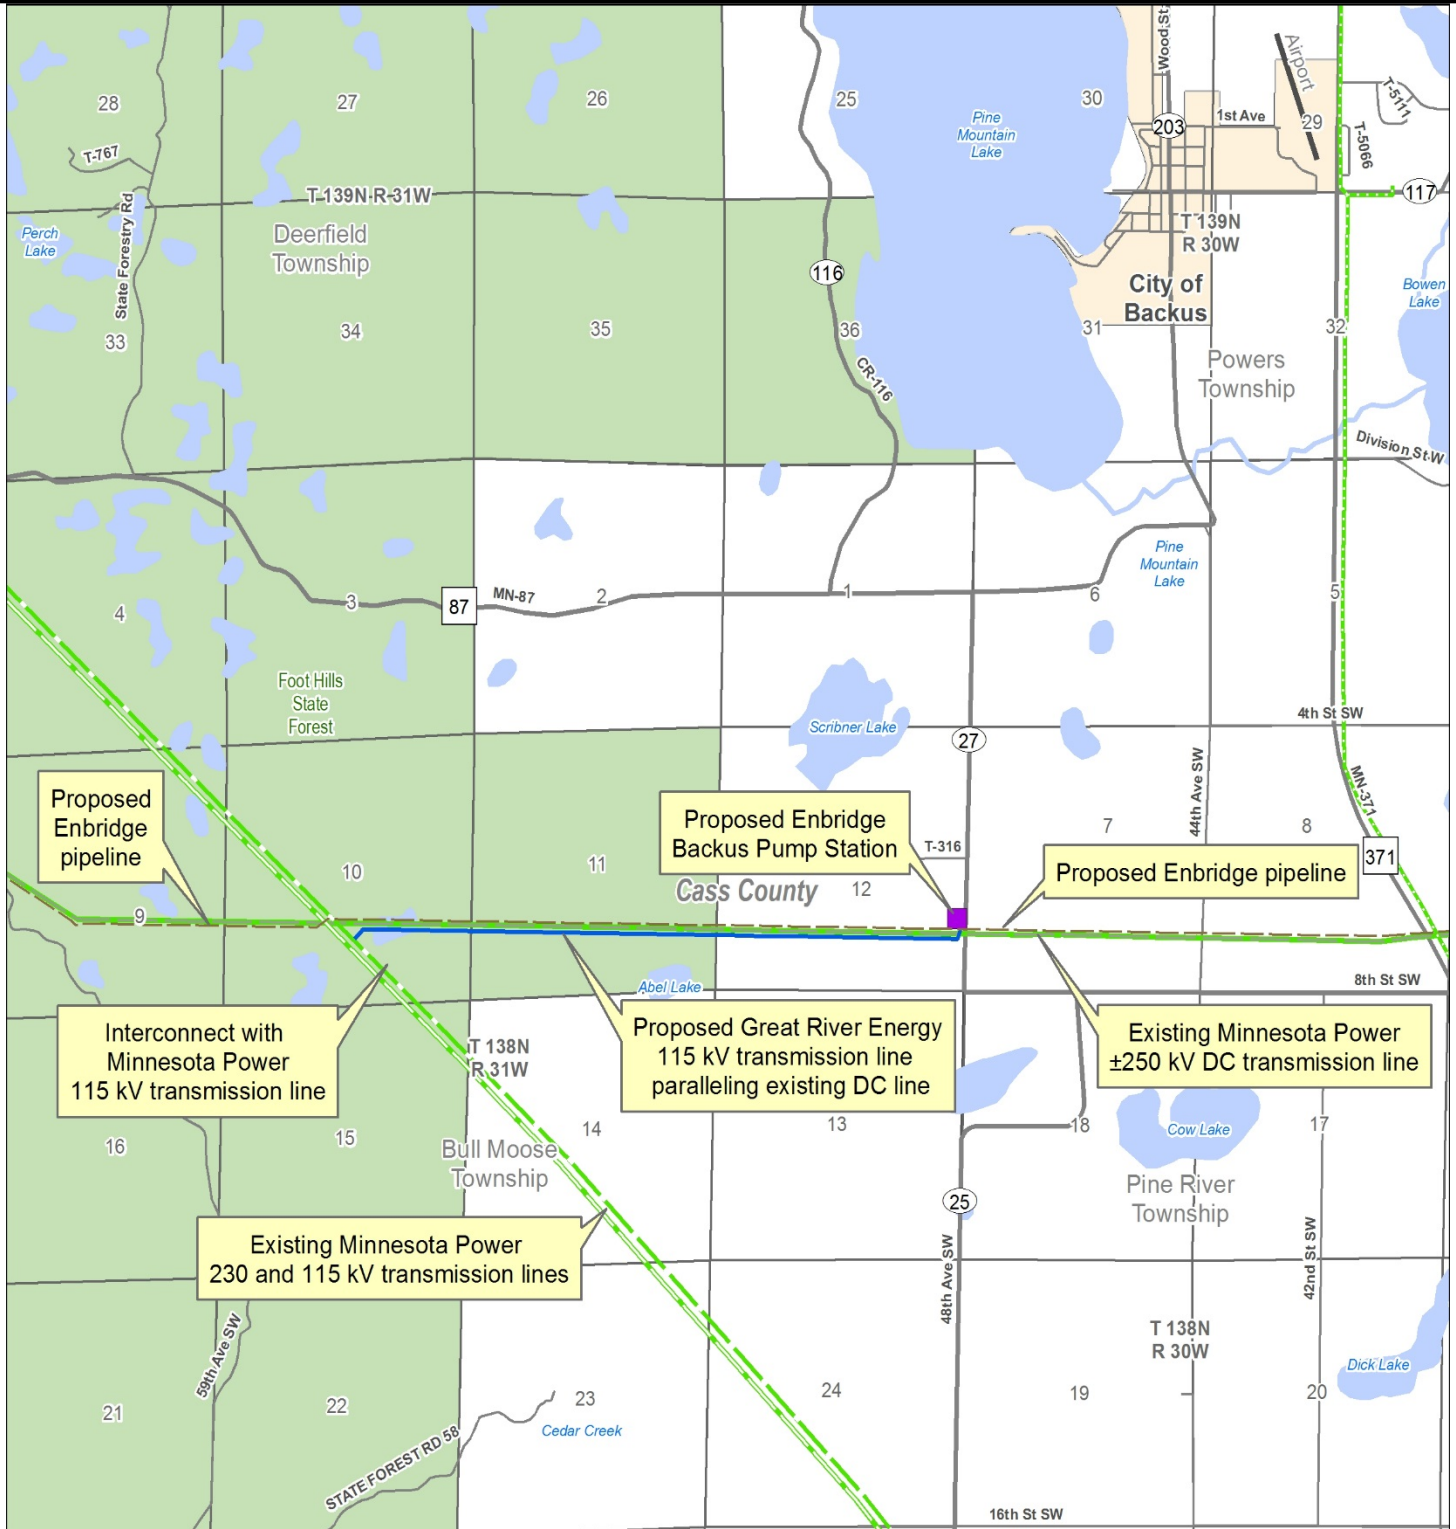 Wood St
Airport
28
27
26
25
30
29
T-5111
203
1st Ave
Pine
Mountain
Lake
T-5066
T-767
T 139N R 31W
117
State Forestry Rd
Perch
Lake
Deerfield
Township
T 139N
R 30W
116
City of
Backus
Bowen
Lake
33
34
35
36
31
32
CR-116
Powers
Township
Division St W
Pine
Mountain
Lake
4
3
87
MN-87
2
1
6
5
Foot Hills
State
Forest
Scribner Lake
27
4th St SW
44th Ave SW
MN-371
Proposed
Enbridge
pipeline
Proposed Enbridge
Backus Pump Station
T-316
7
8
371
10
11
Cass County
12
Proposed Enbridge pipeline
9
Abel Lake
8th St SW
Interconnect with
Minnesota Power
115 kV transmission line
T 138N
R 31W
Proposed Great River Energy
115 kV transmission line
paralleling existing DC line
Existing Minnesota Power
±250 kV DC transmission line
16
15
14
13
18
Cow Lake
17
Bull Moose
Township
Pine River
Township
25
Existing Minnesota Power
230 and 115 kV transmission lines
48th Ave SW
42nd St SW
59th Ave SW
T 138N
R 30W
Dick Lake
21
22
23
24
19
20
Cedar Creek
STATE FOREST RD 58
16th St SW